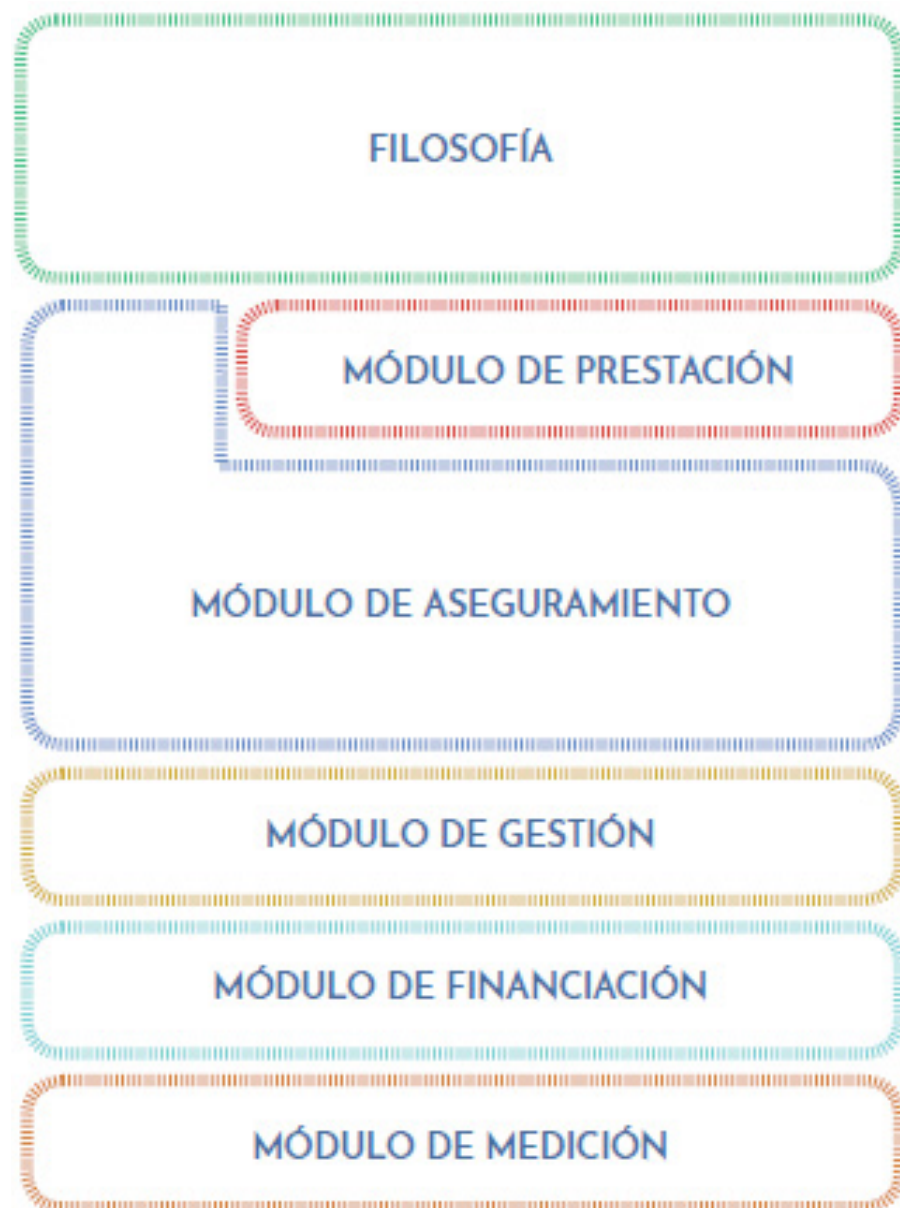 FILOSOFÍA
MÓDULO DE PRESTACIÓN
MÓDULO DE ASEGURAMIENTO
MÓDULO DE GESTIÓN
MÓDULO DE FINANCIACIÓN
MÓDULO DE MEDICIÓN